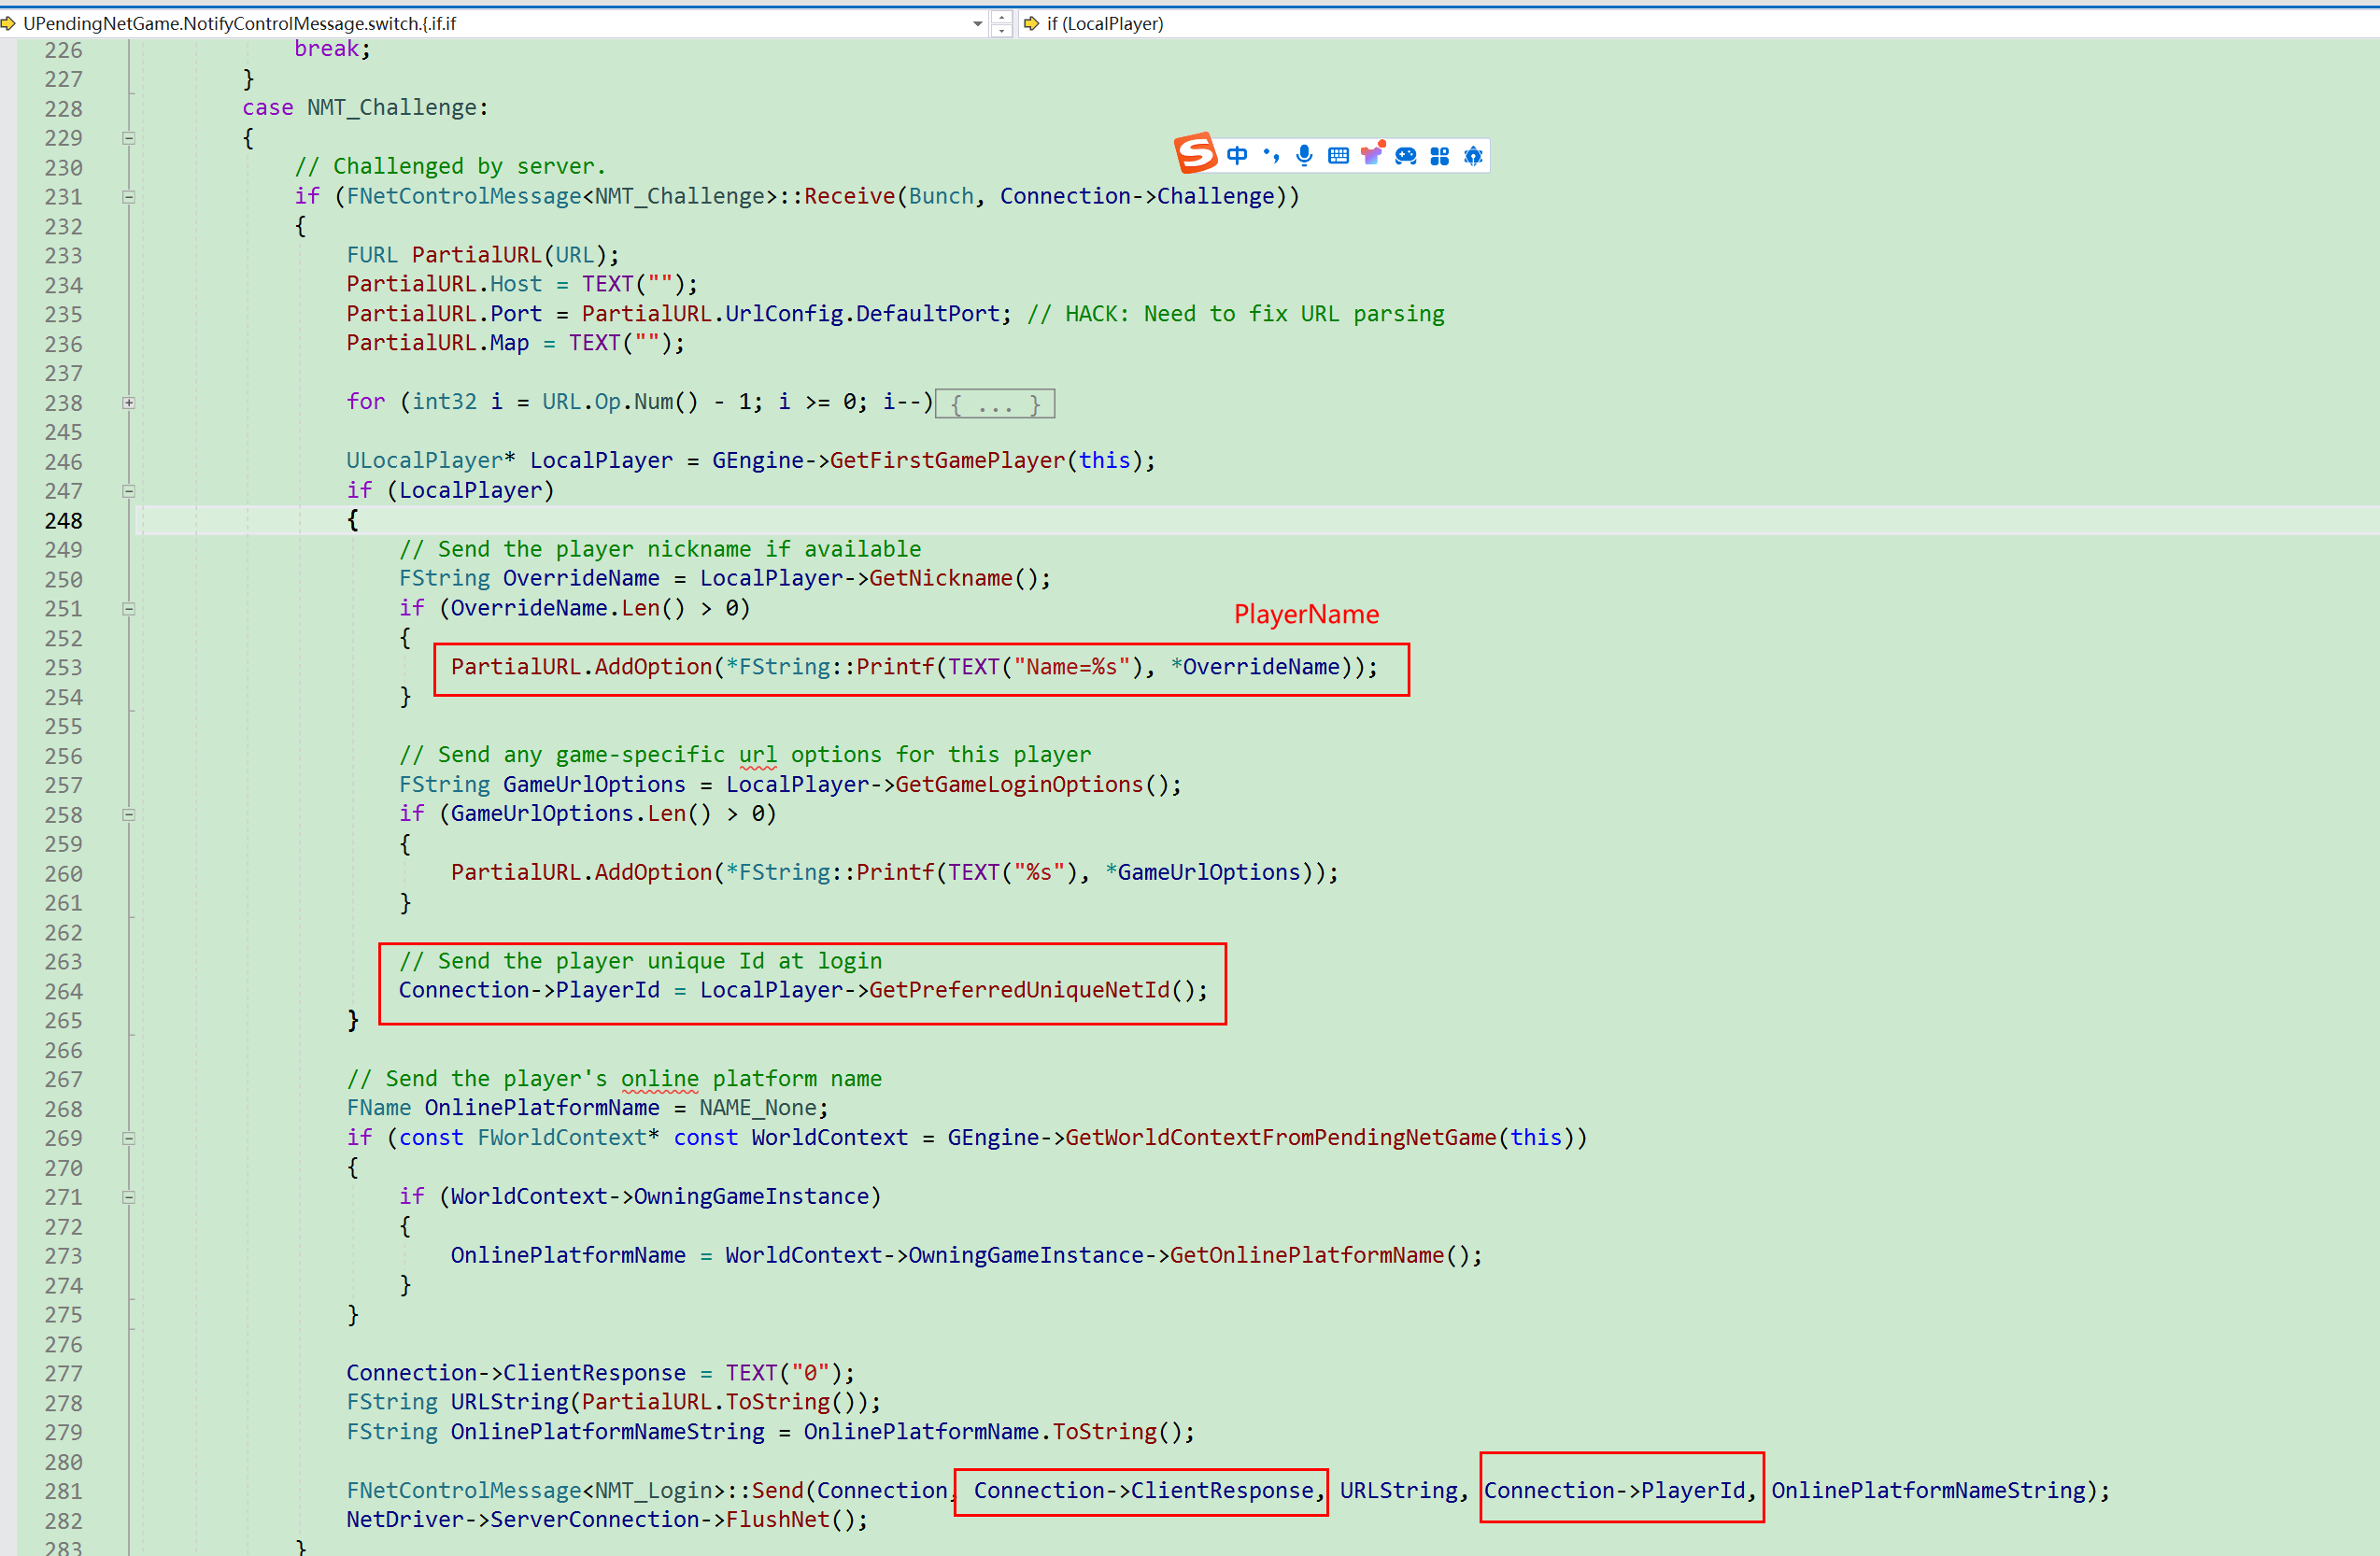 UPendingNetGame.NotifyControlMessage.switch.{.if.if
if (LocalPlayer)
226 break;
227 }
228 case NMT_Challenge:
229 {
230 // Challenged by server.
中
231 if (FNetControlMessage<NMT_Challenge>::Receive(Bunch, Connection->Challenge))
232 {
233 FURL PartialURL(URL);
234 PartialURL.Host = TEXT("");
235 PartialURL.Port = PartialURL.UrlConfig.DefaultPort; // HACK: Need to fix URL parsing
236 PartialURL.Map = TEXT("");
237
238 for (int32 i = URL.Op.Num() - 1; i >= 0; i--) { ... }
245
246 ULocalPlayer* LocalPlayer = GEngine->GetFirstGamePlayer(this);
247 if (LocalPlayer)
248 {
249 // Send the player nickname if available
250 FString OverrideName = LocalPlayer->GetNickname();
251 if (OverrideName.Len() > 0)
PlayerName
252 {
253 PartialURL.AddOption(*FString::Printf(TEXT("Name=%s"), *OverrideName));
254 }
255
256 // Send any game-specific url options for this player
257 FString GameUrlOptions = LocalPlayer->GetGameLoginOptions();
258 if (GameUrlOptions.Len() > 0)
259 {
260 PartialURL.AddOption(*FString::Printf(TEXT("%s"), *GameUrlOptions));
261 }
262
263 // Send the player unique Id at login
264 Connection->PlayerId = LocalPlayer->GetPreferredUniqueNetId();
265 }
266
267 // Send the player's online platform name
268 FName OnlinePlatformName = NAME_None;
269 if (const FWorldContext* const WorldContext = GEngine->GetWorldContextFromPendingNetGame(this))
270 {
271 if (WorldContext->OwningGameInstance)
272 {
273 OnlinePlatformName = WorldContext->OwningGameInstance->GetOnlinePlatformName();
274 }
275 }
276
277 Connection->ClientResponse = TEXT("0");
278 FString URLString(PartialURL.ToString());
279 FString OnlinePlatformNameString = OnlinePlatformName.ToString();
280
281 FNetControlMessage<NMT_Login>::Send(Connection, Connection->ClientResponse, URLString, Connection->PlayerId, OnlinePlatformNameString);
282 NetDriver->ServerConnection->FlushNet();
283 }